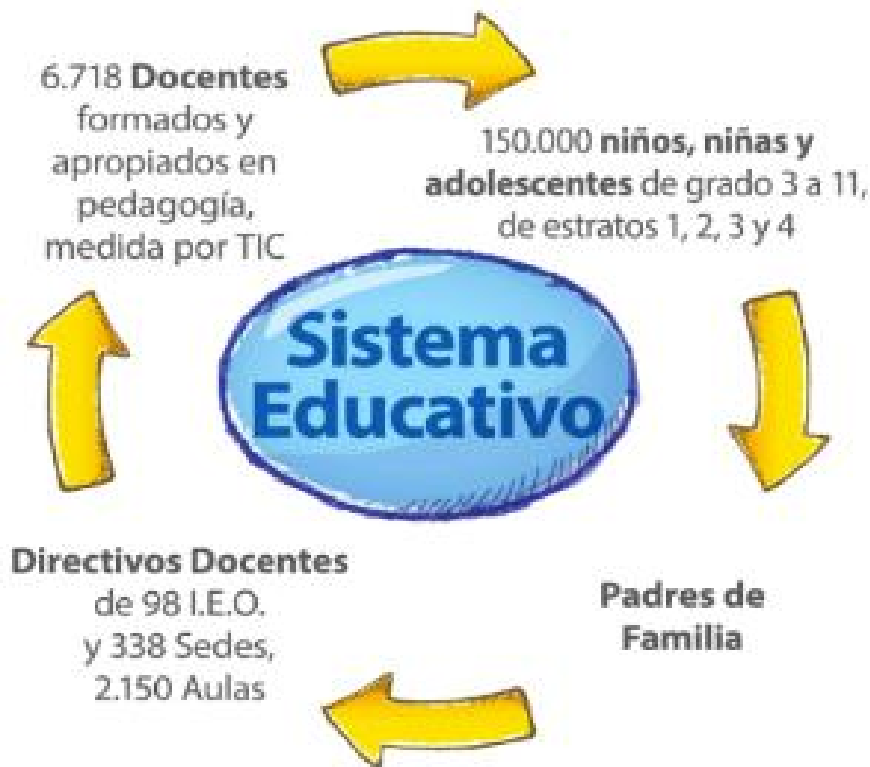 6.718 Docentes
formados y
apropiados en
pedagogía,
medida por TIC
150.000 niños, niñas y
adolescentes de grado 3 a 11,
de estratos 1, 2, 3 y 4
Sistema
Educativo
Padres de
Familia
Directivos Docentes
de 98 I.E.O.
y 338 Sedes,
2.150 Aulas